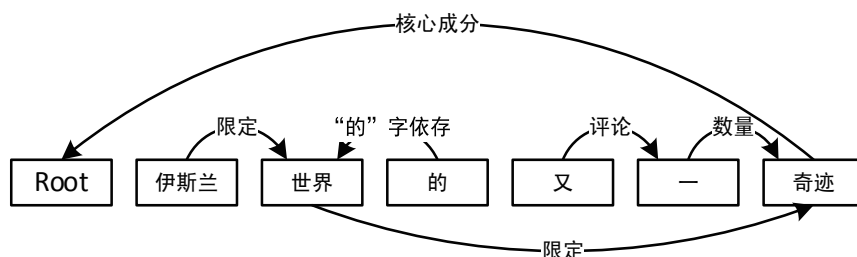 核心成分
限定 “的”字依存 评论 数量
Root 伊斯兰 世界 的 又 一 奇迹
限定